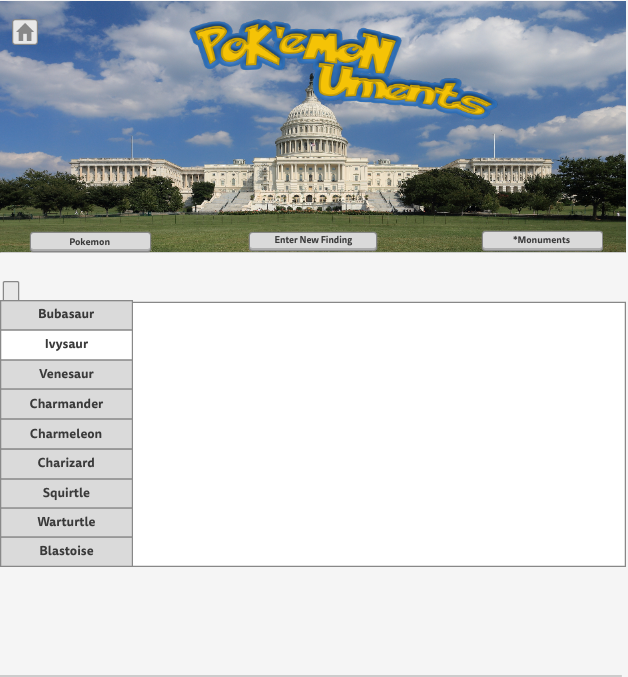 PoK'emoN
Uments
Pokemon
Enter New Finding
*Monuments
Bubasaur
Ivysaur
Venesaur
Charmander
Charmeleon
Charizard
Squirtle
Warturtle
Blastoise